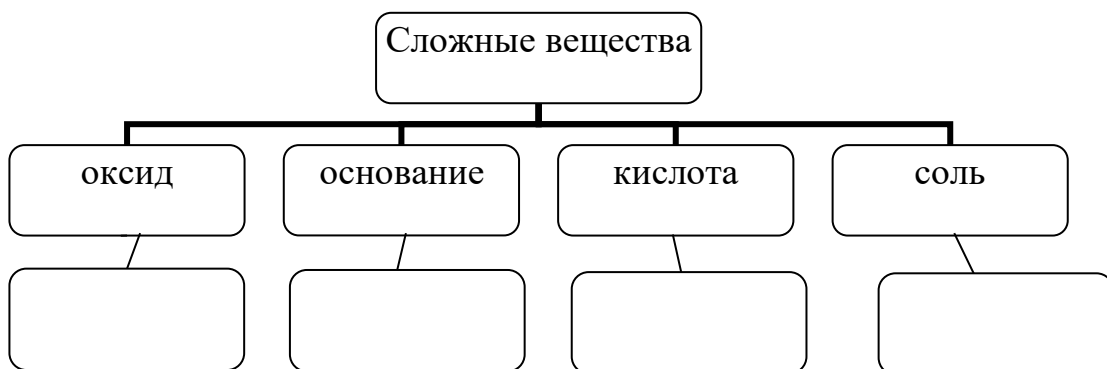 Сложные вещества
оксид
основание
кислота
соль